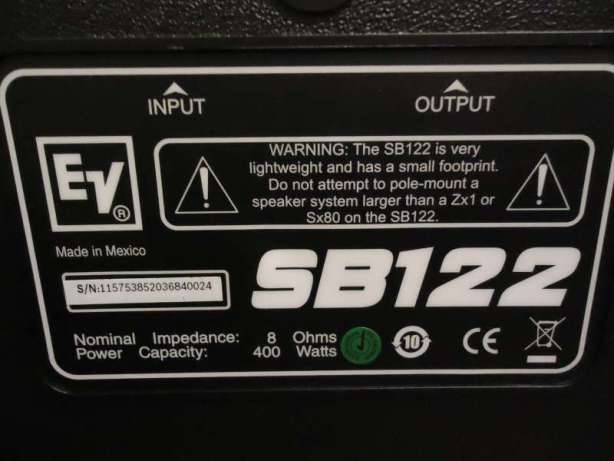 INPUT OUTPUT
EV®
WARNING: The SB122 is very
lightweight and has a small footprint.
Do not attempt to pole-mount a
speaker system larger than a Zx1 or
Sx80 on the SB122.
Made in Mexico
S/N:115753852036840024
SB122
Nominal Impedance: 8 Ohms
Power Capacity: 400 Watts
10
CE